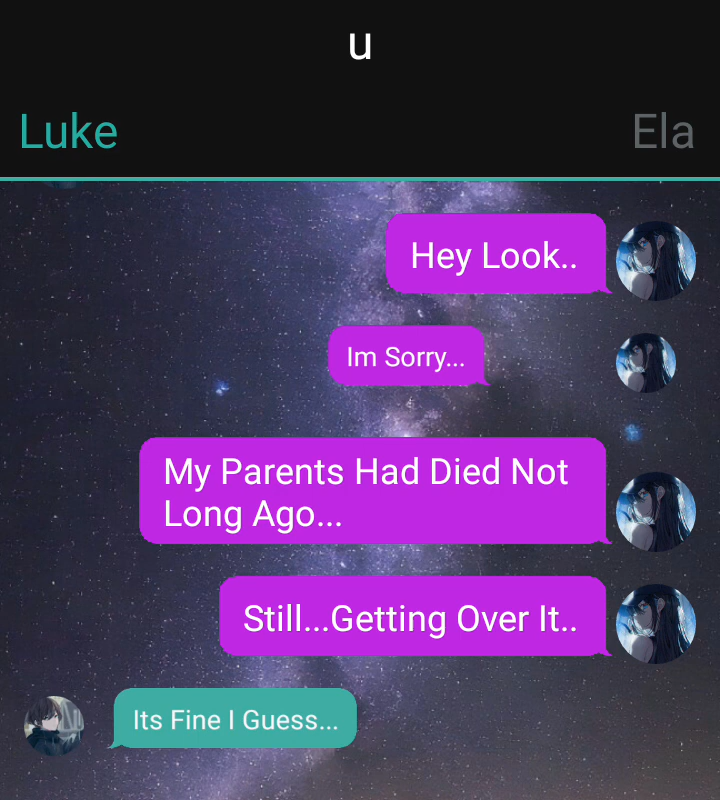 u
Luke
Ela
Hey Look..
Im Sorry...
My Parents Had Died Not
Long Ago...
Still...Getting Over It..
Its Fine I Guess...